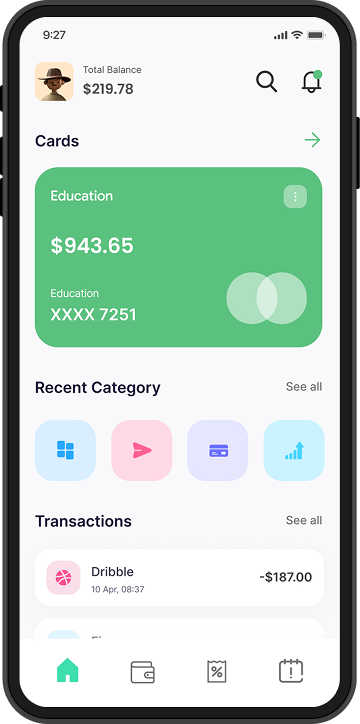 9:27
Total Balance
$219.78
Cards
Education
$943.65
Education
XXXX 7251
Recent Category
See all
Transactions
See all
Dribble
-$187.00
10 Apr, 08:37